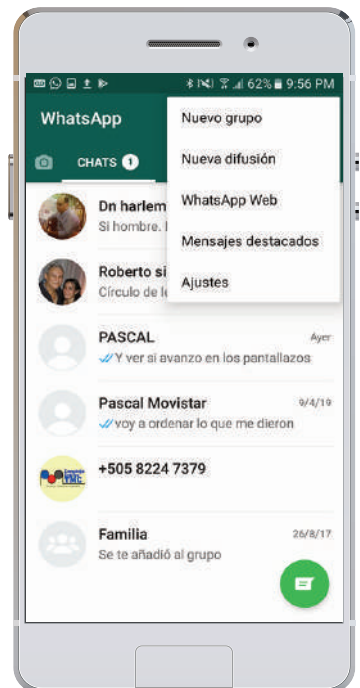 62% 9:56 PM
WhatsApp
Nuevo grupo
CHATS 1
Nueva difusión
WhatsApp Web
Mensajes destacados
Ajustes
Dn harlem
Si hombre.
Roberto si
Círculo de le
PASCAL Ayer
Y ver si avanzo en los pantallazos
Pascal Movistar 9/4/19
voy a ordenar lo que me dieron
+505 8224 7379
Familia 26/8/17
Se te añadió al grupo